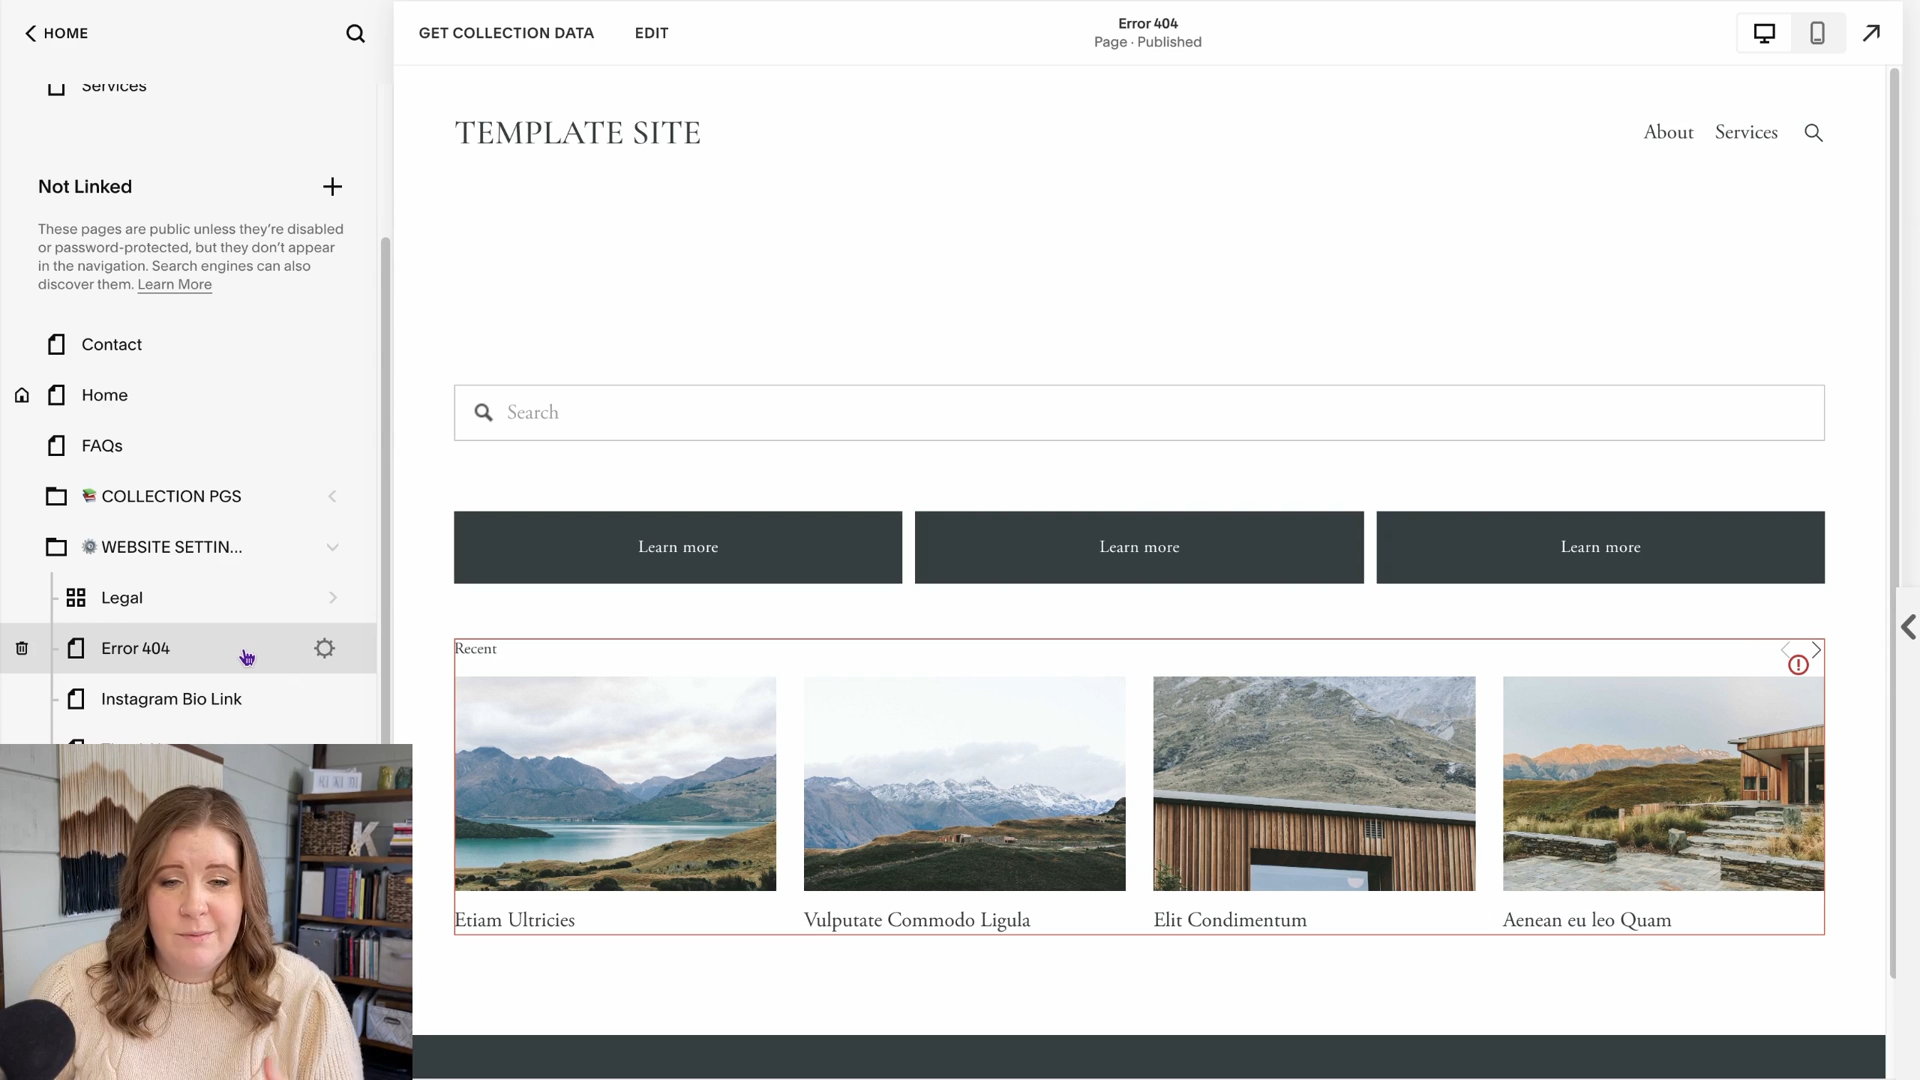 HOME
GET COLLECTION DATA
EDIT
Error 404
Page · Published
Services
Not Linked
These pages are public unless they're disabled
or password-protected, but they don't appear
in the navigation. Search engines can also
discover them. Learn More
Contact
Home
FAQs
COLLECTION PGS
WEBSITE SETTIN...
Legal
Error 404
Instagram Bio Link
TEMPLATE SITE
About
Services
Search
Learn more
Learn more
Learn more
Recent
Etiam Ultricies
Vulputate Commodo Ligula
Elit Condimentum
Aenean eu leo Quam
K